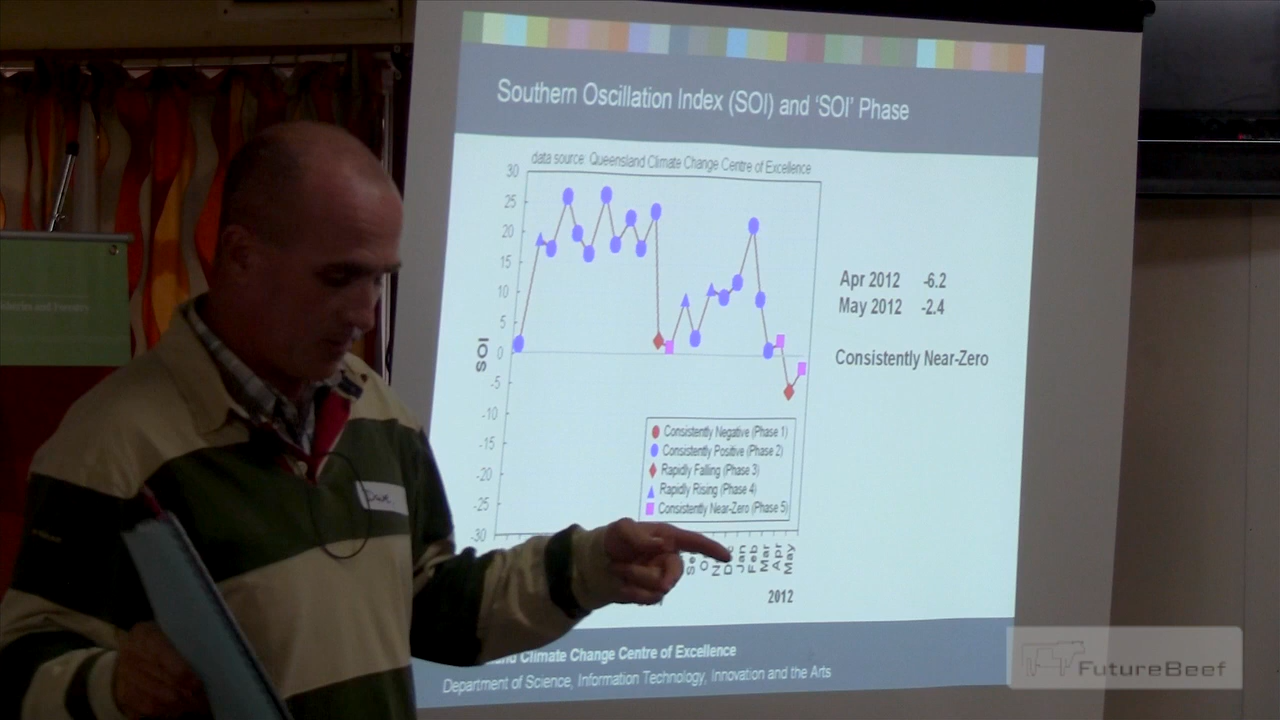 Southern Oscillation Index (SOI) and 'SOI' Phase
data source: Queensland Climate Change Centre of Excellence
30
25
20
15
10
5
0
-5
-10
-15
-20
-25
-30
SOI
Apr 2012 -6.2
May 2012 -2.4
Consistently Near-Zero
Consistently Negative (Phase 1)
Consistently Positive (Phase 2)
Rapidly Falling (Phase 3)
Rapidly Rising (Phase 4)
Consistently Near-Zero (Phase 5)
Jan
Feb
Mar
Apr
May
2012
Climate Change Centre of Excellence
Department of Science, Information Technology, Innovation and the Arts
and Forestry
FutureBeef